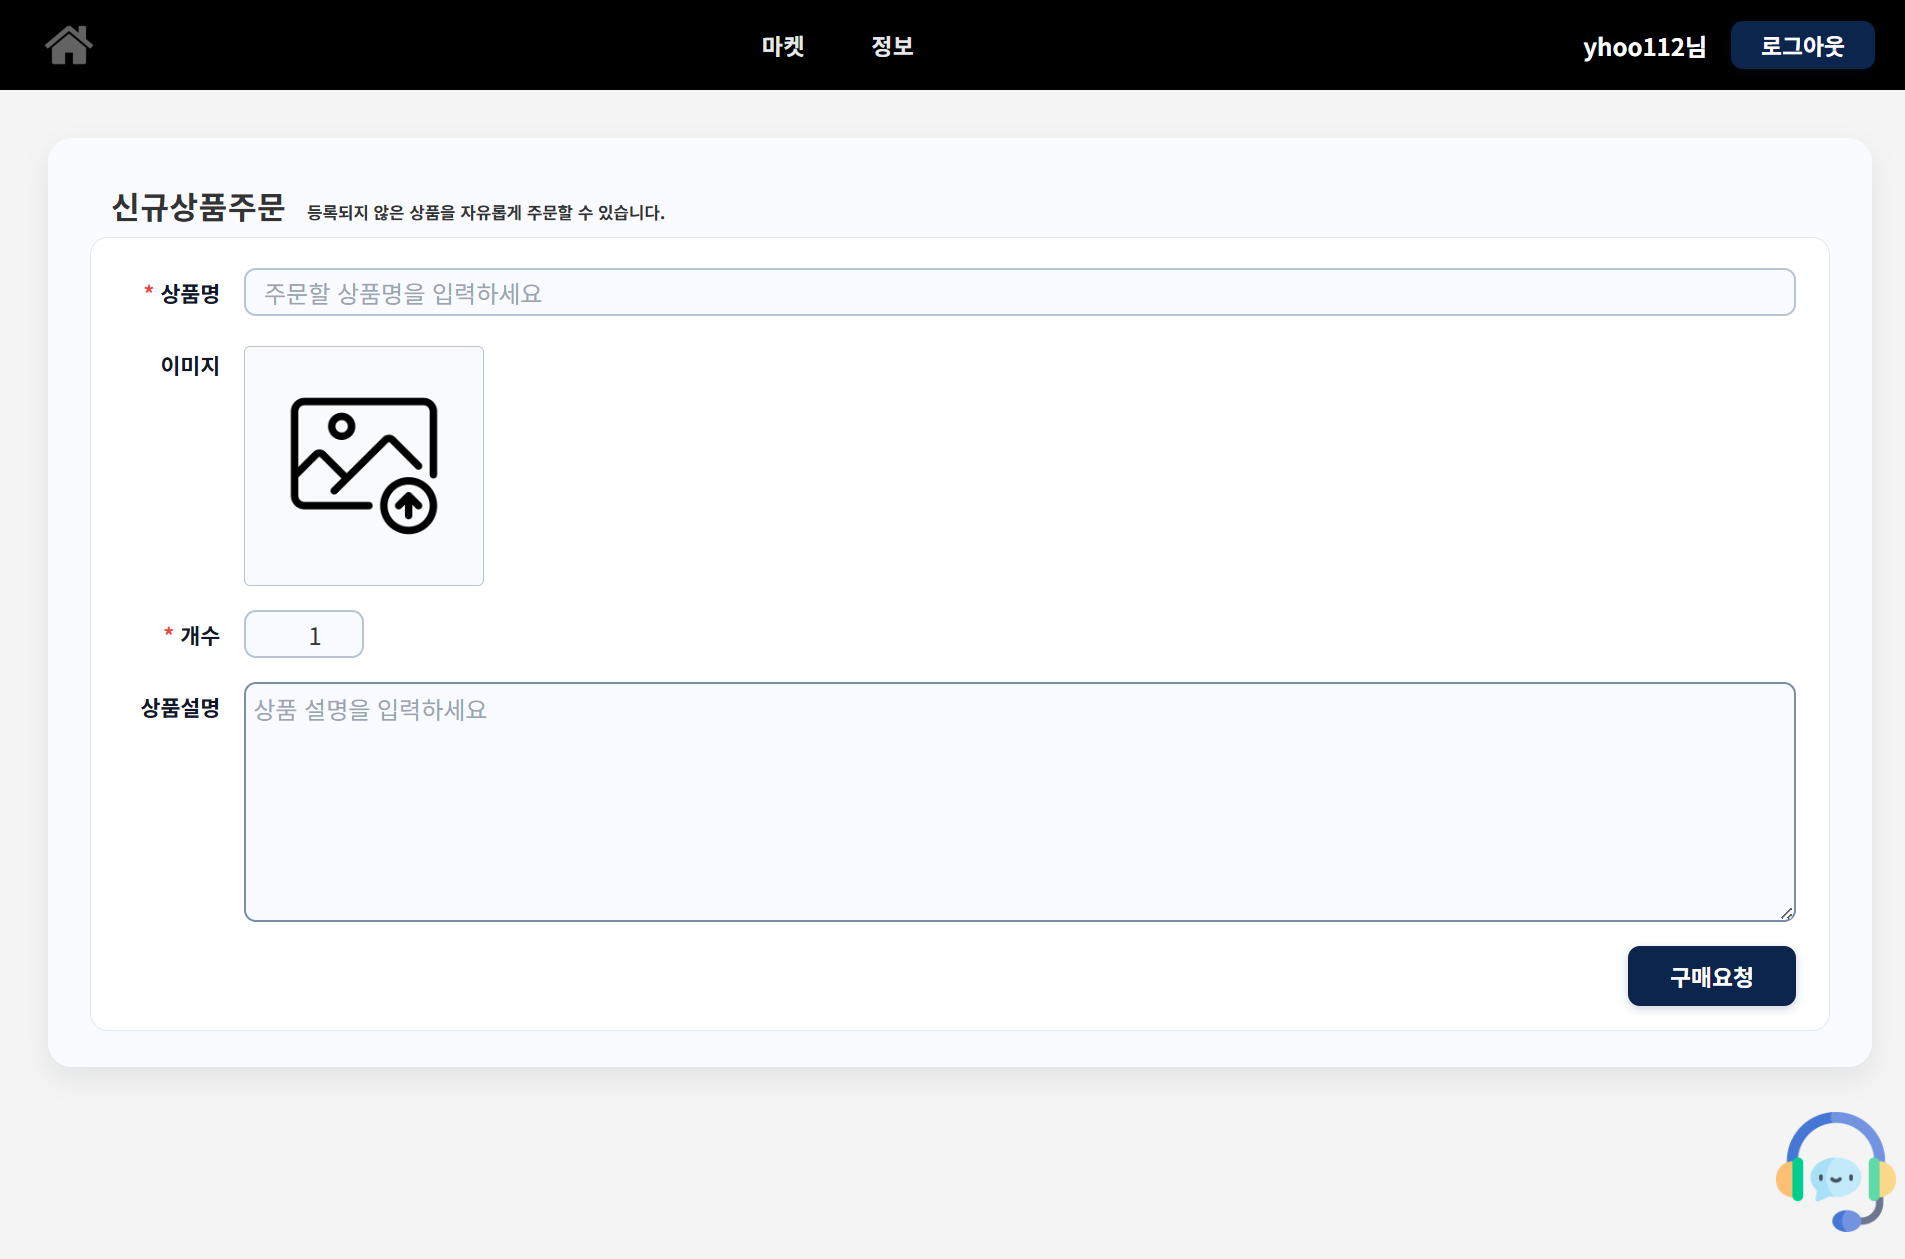 마켓 정보 yhoo112님 로그아웃
신규상품주문 등록되지 않은 상품을 자유롭게 주문할 수 있습니다.
* 상품명 주문할 상품명을 입력하세요
이미지
* 개수 1
상품설명 상품 설명을 입력하세요
구매요청